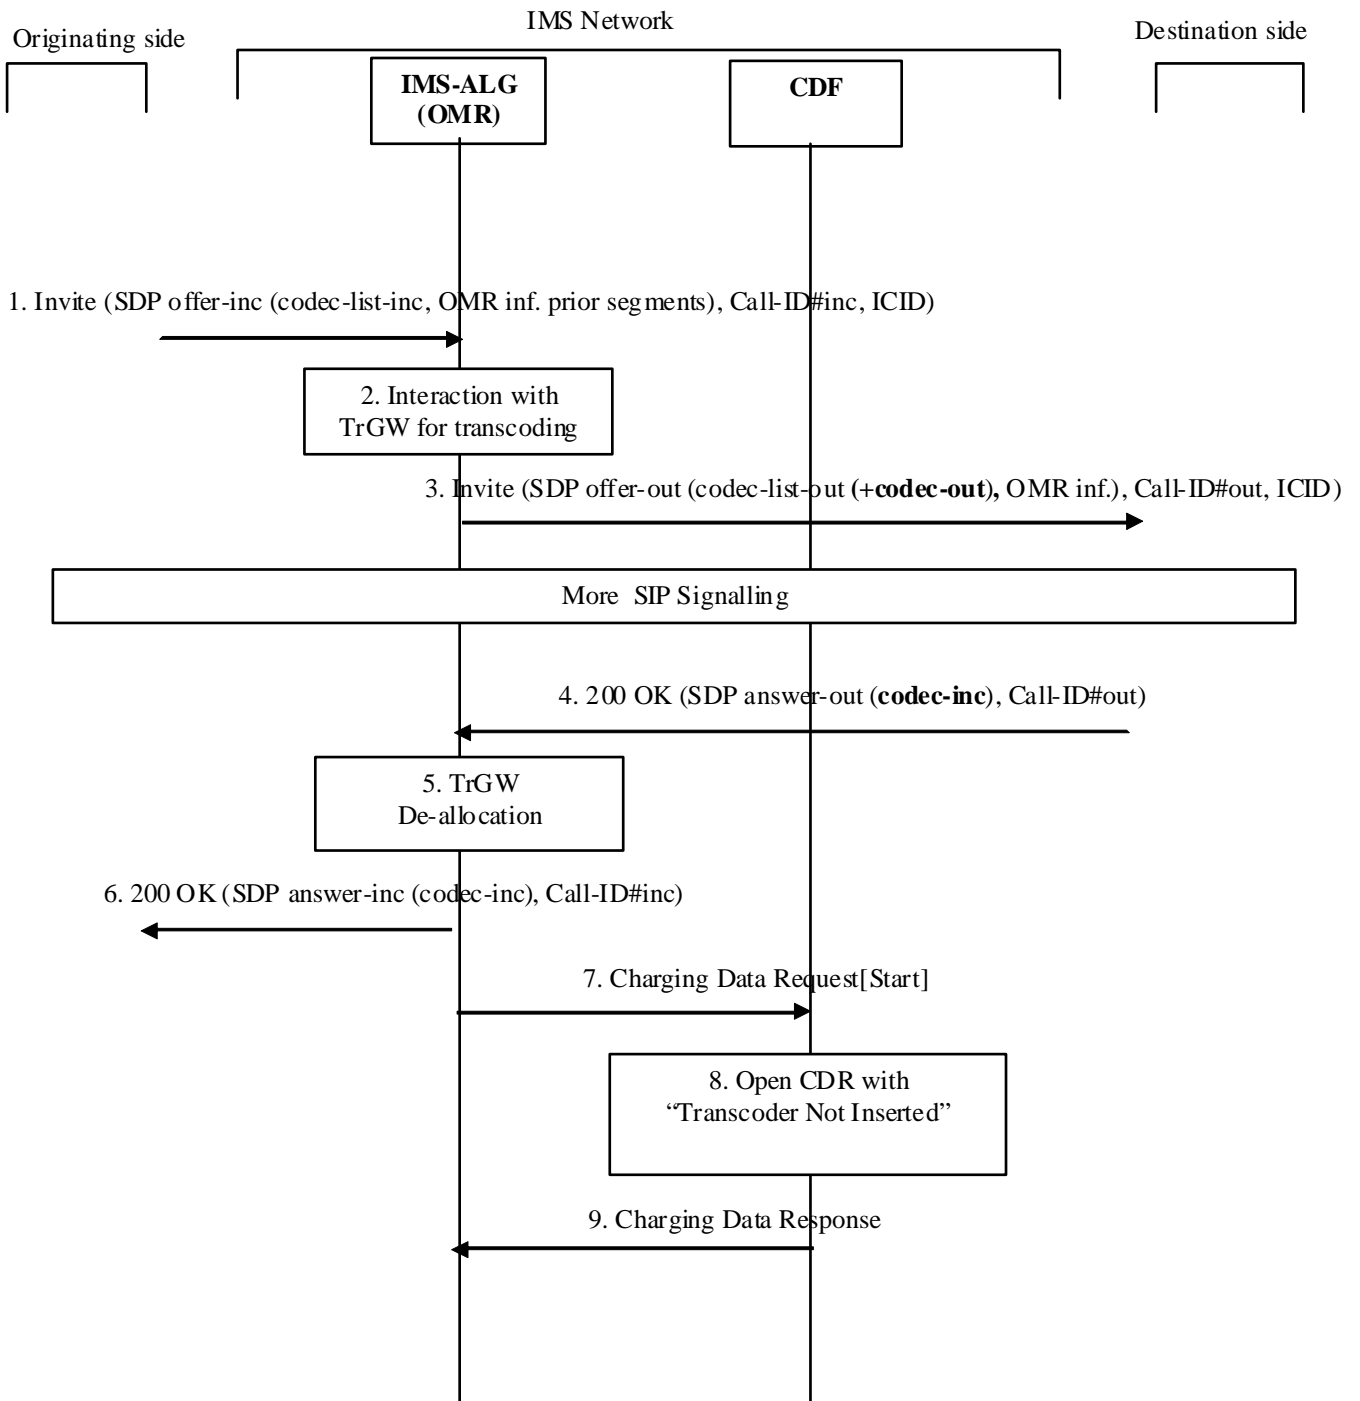 IMS Network
Originating side
Destination side
IMS-ALG
(OMR)
CDF
1. Invite (SDP offer-inc (codec-list-inc, OMR inf. prior segments), Call-ID#inc, ICID)
2. Interaction with
TrGW for transcoding
3. Invite (SDP offer-out (codec-list-out (+codec-out), OMR inf.), Call-ID#out, ICID)
More SIP Signalling
4. 200 OK (SDP answer-out (codec-inc), Call-ID#out)
5. TrGW
De-allocation
6. 200 OK (SDP answer-inc (codec-inc), Call-ID#inc)
7. Charging Data Request[Start]
8. Open CDR with
“Transcoder Not Inserted”
9. Charging Data Response